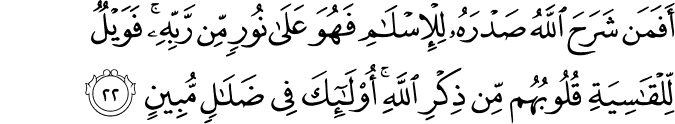 أَفَمَن شَرَحَ ٱللَّهُ صَدْرَهُۥ لِلْإِسْلَـٰمِ فَهُوَ عَلَىٰ نُورٍ مِّن رَّبِّهِۦ ۚ فَوَيْلٌ
لِّلْقَـٰسِيَةِ قُلُوبُهُم مِّن ذِكْرِ ٱللَّهِ ۚ أُو۟لَـٰٓئِكَ فِى ضَلَـٰلٍ مُّبِينٍ ٢٢